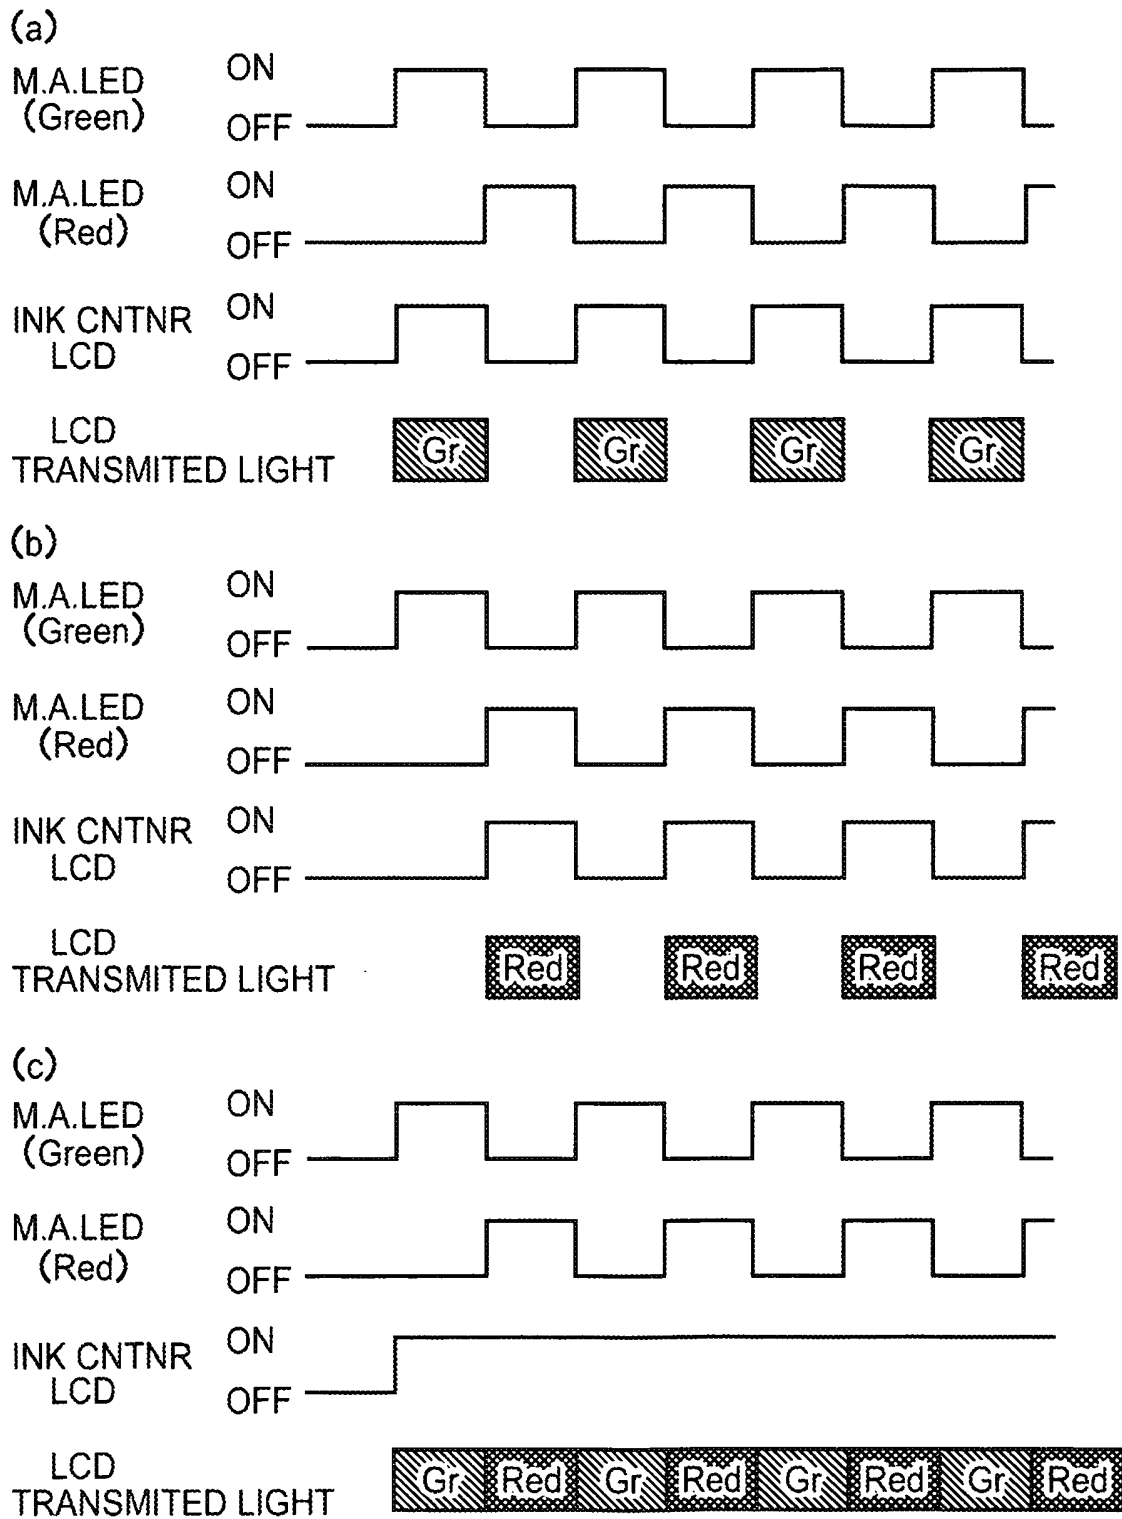 (a)
M.A.LED
(Green)
ON
OFF
M.A.LED
(Red)
ON
OFF
INK CNTNR
LCD
ON
OFF
LCD
TRANSMITED LIGHT
Gr Gr Gr Gr
(b)
M.A.LED
(Green)
ON
OFF
M.A.LED
(Red)
ON
OFF
INK CNTNR
LCD
ON
OFF
LCD
TRANSMITED LIGHT
Red Red Red Red
(c)
M.A.LED
(Green)
ON
OFF
M.A.LED
(Red)
ON
OFF
INK CNTNR
LCD
ON
OFF
LCD
TRANSMITED LIGHT
Gr Red Gr Red Gr Red Gr Red